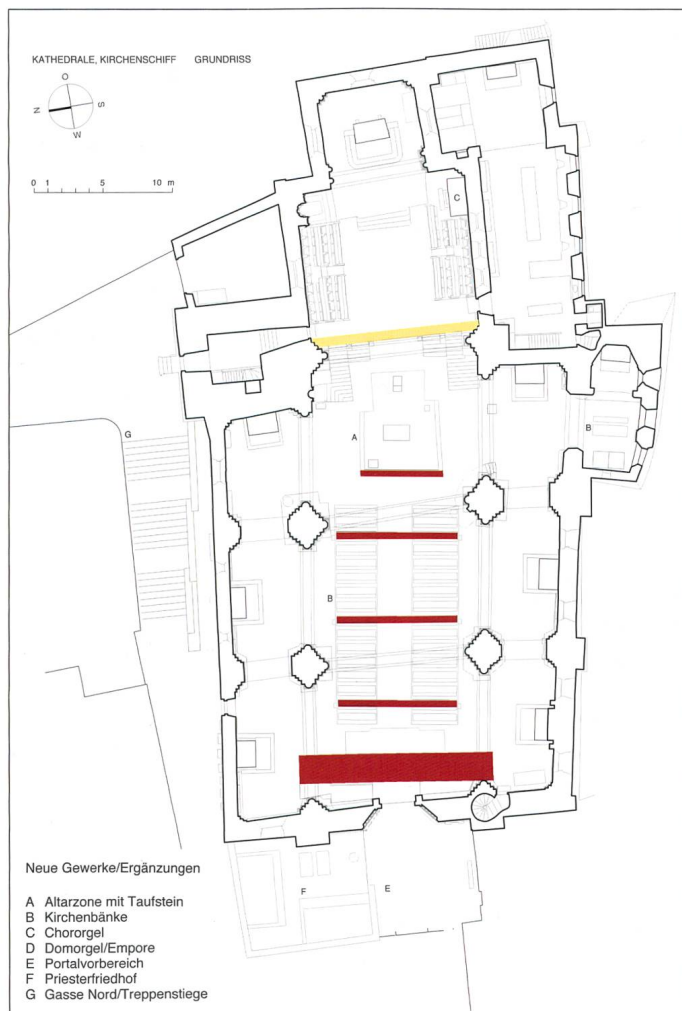 KATHEDRALE, KIRCHENSCHIFF GRUNDRISS
O
N S
W
0 1 5 10 m
C
G
A
B
B
F
E
Neue Gewerke/Ergänzungen
A Altarzone mit Taufstein
B Kirchenbänke
C Chororgel
D Domorgel/Empore
E Portalvorbereich
F Priesterfriedhof
G Gasse Nord/Treppenstiege